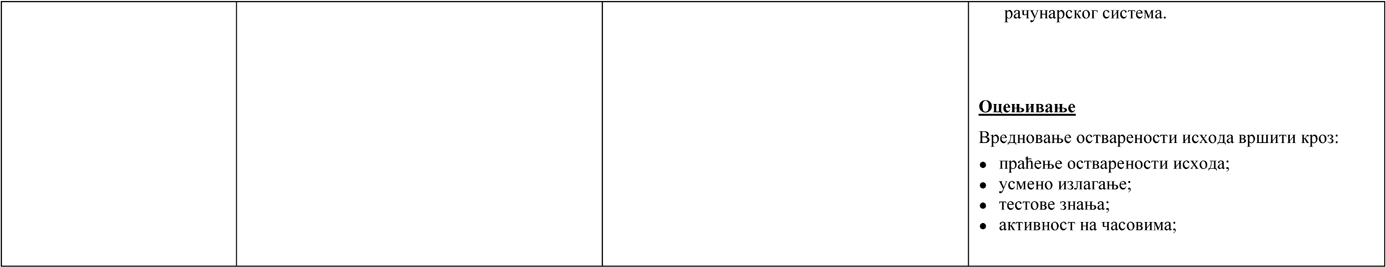 рачунарског система.
Оцењивање
Вредновање остварености исхода вршити кроз:
● праћење остварености исхода;
● усмено излагање;
● тестове знања;
● активност на часовима;